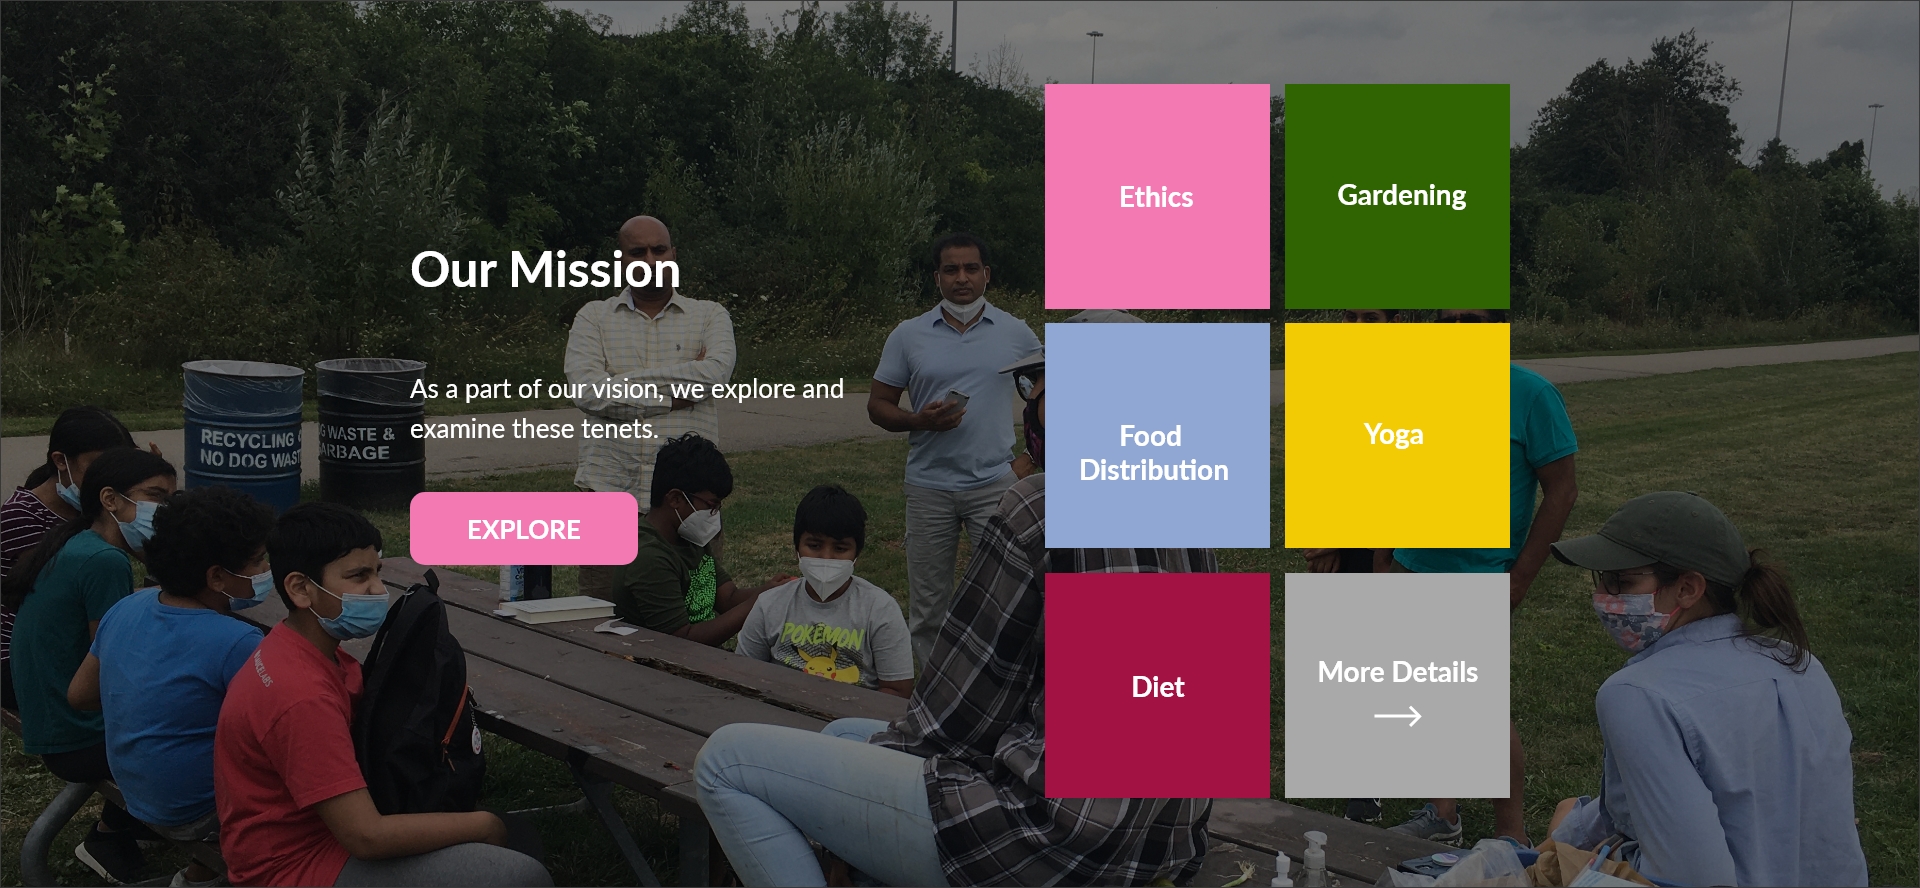 Our Mission
As a part of our vision, we explore and
examine these tenets.
EXPLORE
Ethics
Gardening
Food
Distribution
Yoga
Diet
More Details
RECYCLING
NO DOG WAST
G WASTE &
ARBAGE
POKÉMON